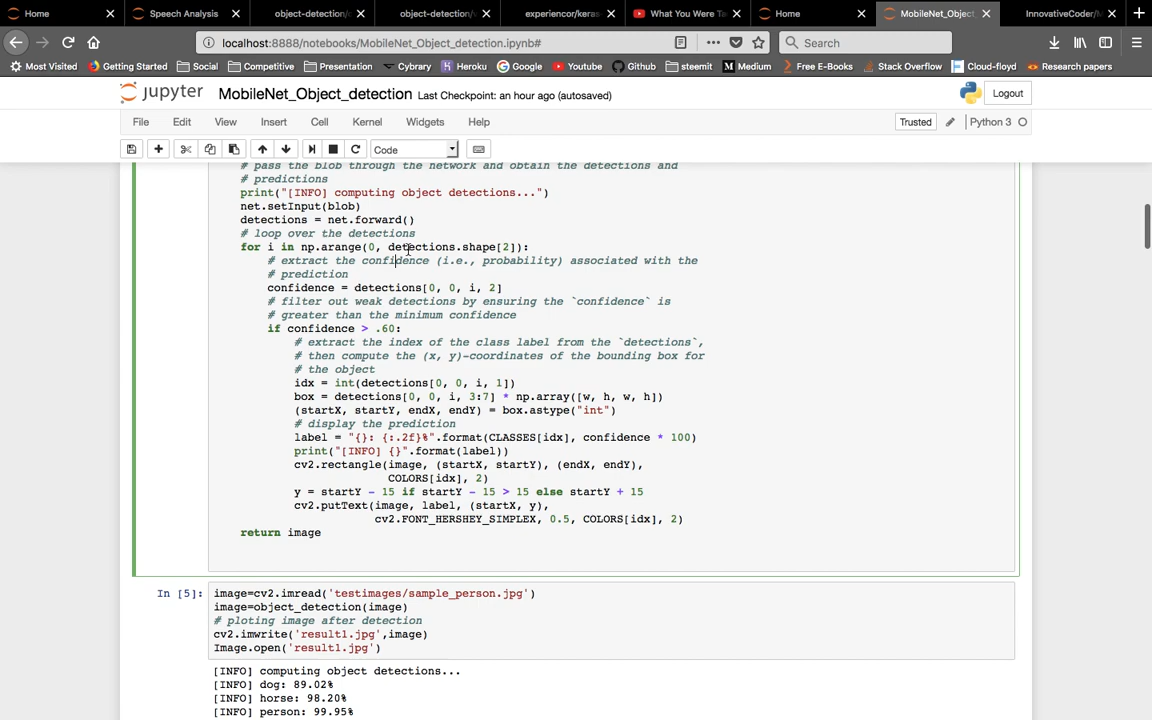 Home
Speech Analysis
object-detection/
object-detection/
experiencor/keras
What You Were Ta
Home
MobileNet_Object_
InnovativeCoder/M
localhost:8888/notebooks/MobileNet_Object_detection.ipynb#
Search
Most Visited
Getting Started
Social
Competitive
Presentation
Cybrary
Heroku
Google
Youtube
Github
steemit
Medium
Free E-Books
Stack Overflow
Cloud-floyd
Research papers
jupyter
MobileNet_Object_detection Last Checkpoint: an hour ago (autosaved)
Logout
File Edit View Insert Cell Kernel Widgets Help
Trusted
Python 3
Code
# pass the blob through the network and obtain the detections and
# predictions
print("[INFO] computing object detections...")
net.setInput(blob)
detections = net.forward()
# loop over the detections
for i in np.arange(0, detections.shape[2]):
# extract the confidence (i.e., probability) associated with the
# prediction
confidence = detections[0, 0, i, 2]
# filter out weak detections by ensuring the `confidence` is
# greater than the minimum confidence
if confidence > .60:
# extract the index of the class label from the `detections`,
# then compute the (x, y)-coordinates of the bounding box for
# the object
idx = int(detections[0, 0, i, 1])
box = detections[0, 0, i, 3:7] * np.array([w, h, w, h])
(startX, startY, endX, endY) = box.astype("int")
# display the prediction
label = "{}: {:.2f}%".format(CLASSES[idx], confidence * 100)
print("[INFO] {}".format(label))
cv2.rectangle(image, (startX, startY), (endX, endY),
COLORS[idx], 2)
y = startY - 15 if startY - 15 > 15 else startY + 15
cv2.putText(image, label, (startX, y),
cv2.FONT_HERSHEY_SIMPLEX, 0.5, COLORS[idx], 2)
return image
In [5]:
image=cv2.imread('testimages/sample_person.jpg')
image=object_detection(image)
# ploting image after detection
cv2.imwrite('result1.jpg',image)
Image.open('result1.jpg')
[INFO] computing object detections...
[INFO] dog: 89.02%
[INFO] horse: 98.20%
[INFO] person: 99.95%